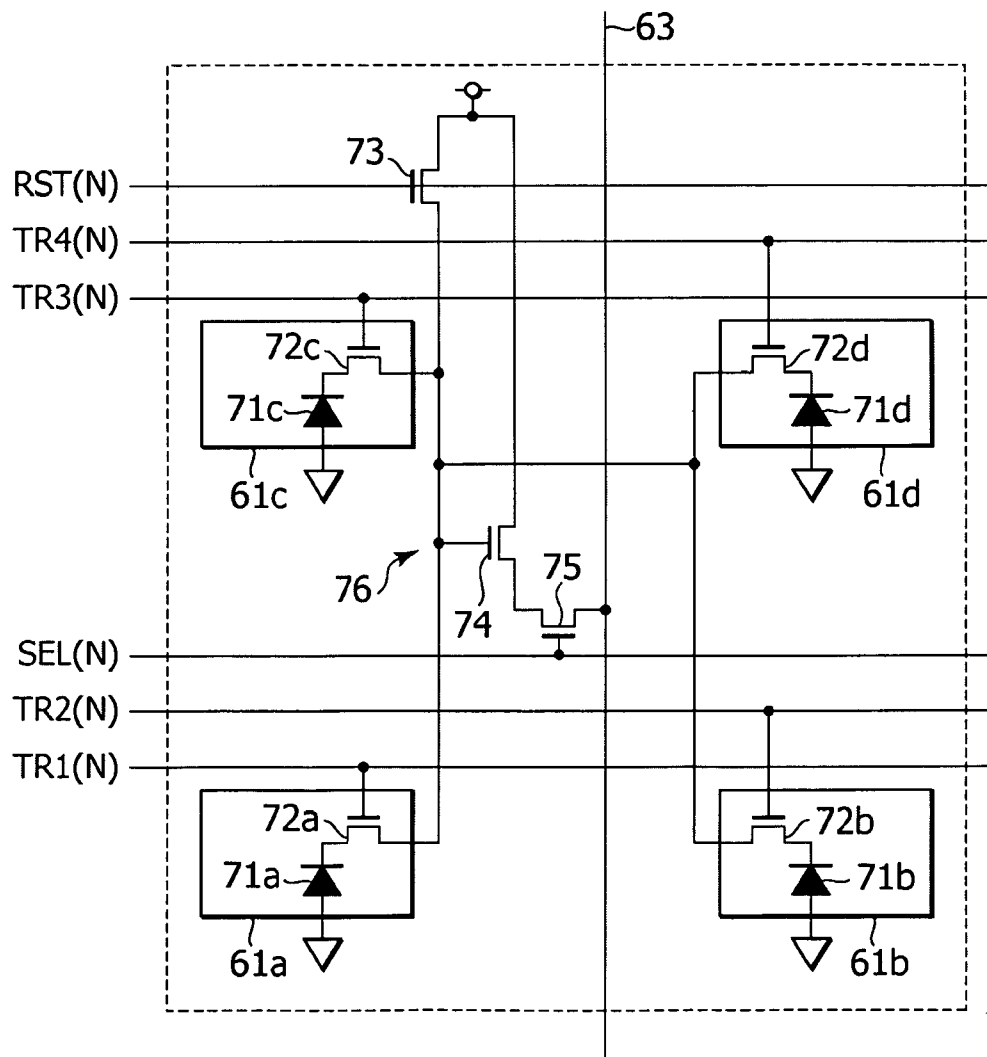 63
73
RST(N)
TR4(N)
TR3(N)
72c
72d
71c
71d
61c
61d
75
76
74
SEL(N)
TR2(N)
TR1(N)
72a
72b
71a
71b
61a
61b